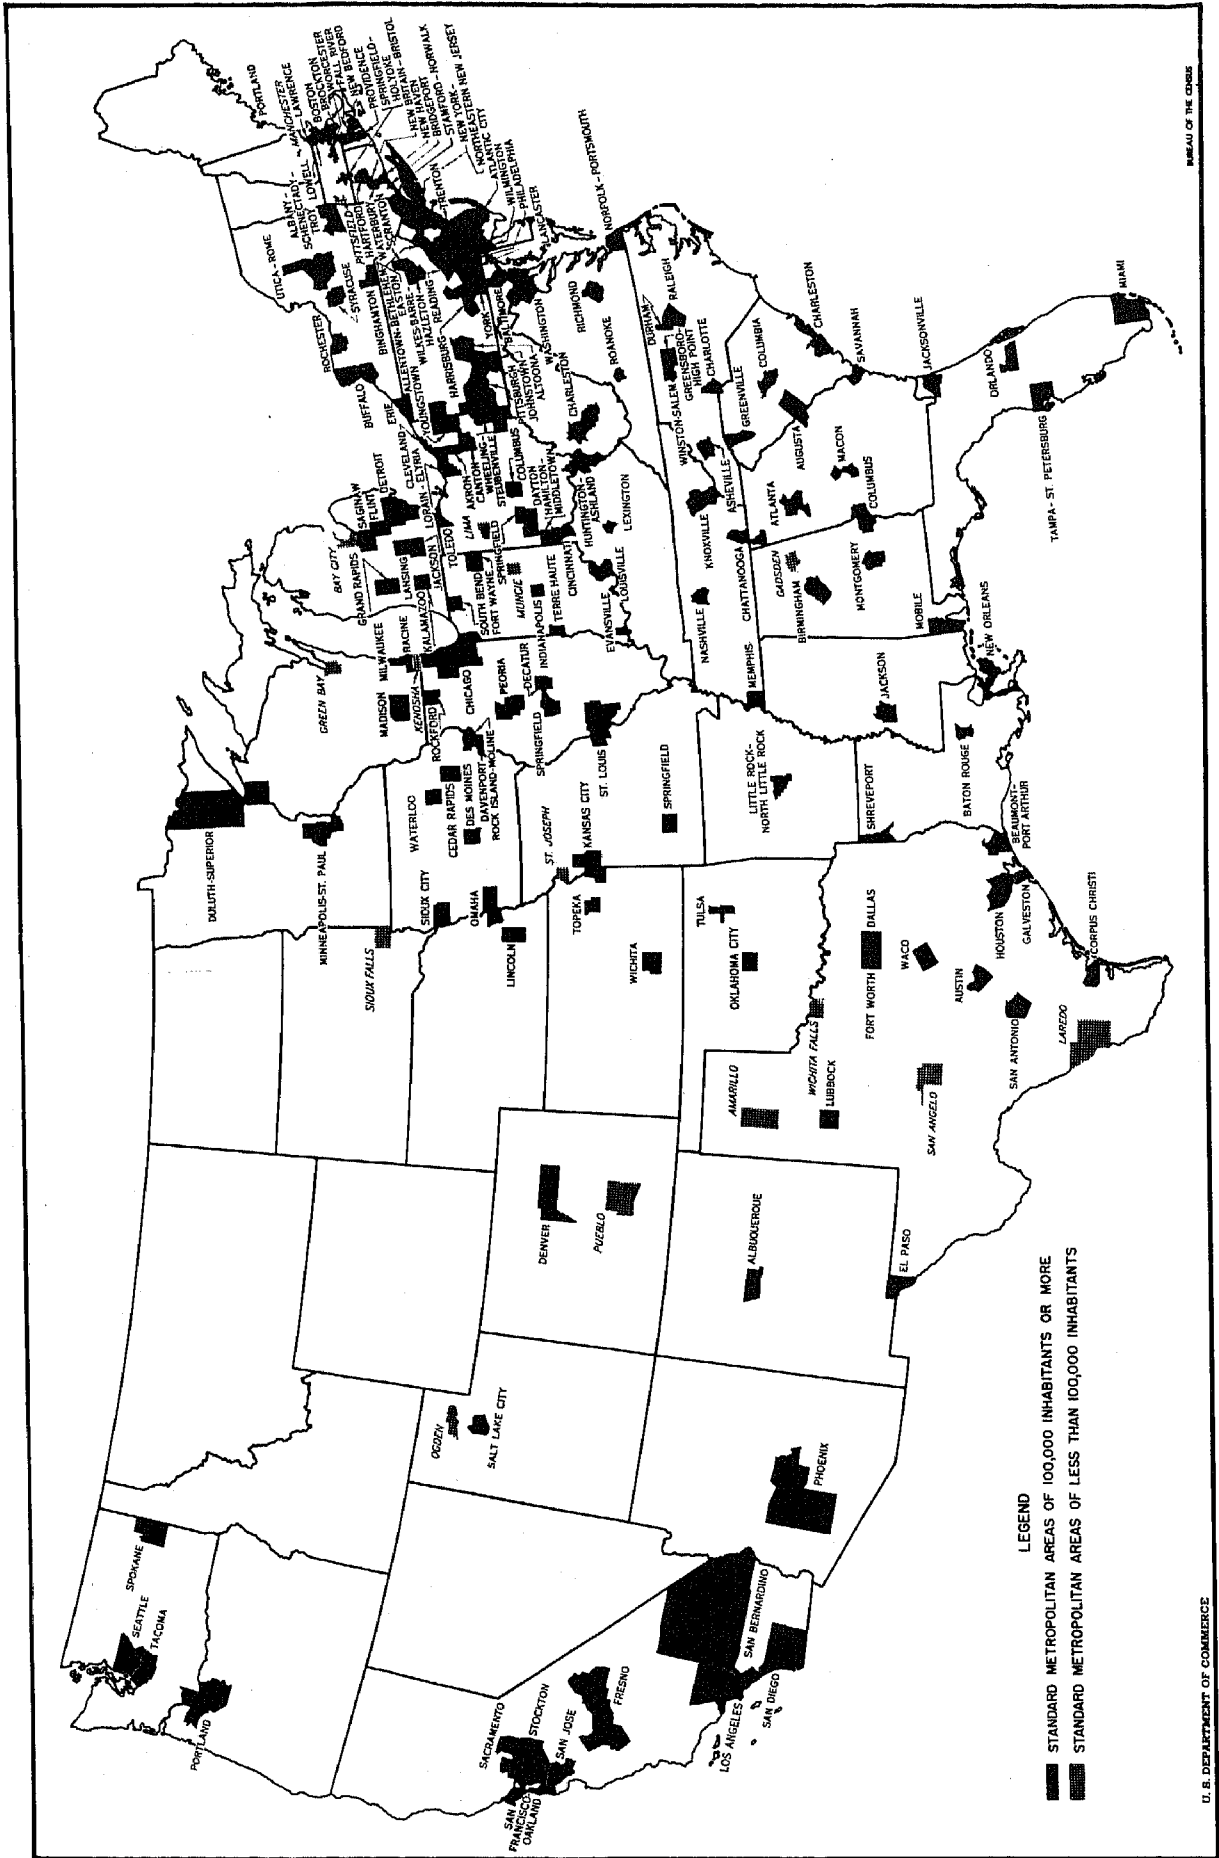 PORTLAND
MANCHESTER
LAWRENCE
BOSTON
BROCKTON
WORCESTER
FALL RIVER
NEW BEDFORD
PROVIDENCE
SPRINGFIELD-
HOLYOKE
NEW BRITAIN-BRISTOL
NEW HAVEN
BRIDGEPORT
STAMFORD-NORWALK
NEW YORK-
NORTHEASTERN NEW JERSEY
ATLANTIC CITY
WILMINGTON
PHILADELPHIA
LANCASTER
TRENTON
LOWELL
ALBANY-
SCHENECTADY-
TROY
UTICA-ROME
SYRACUSE
PITTSFIELD
HARTFORD
WATERBURY
SCRANTON
BINGHAMTON
ALLENTOWN-BETHLEHEM-
EASTON
WILKES-BARRE-
HAZLETON
READING
HARRISBURG
YORK
BALTIMORE
WASHINGTON
ROCHESTER
BUFFALO
ERIE
YOUNGSTOWN
PITTSBURGH
JOHNSTOWN
ALTOONA
CLEVELAND
LORAIN-ELYRIA
AKRON
CANTON
WHEELING-
STEUBENVILLE
COLUMBUS
DAYTON
HAMILTON-
MIDDLETOWN
SPRINGFIELD
LIMA
TOLEDO
CINCINNATI
HUNTINGTON-
ASHLAND
CHARLESTON
NORFOLK-PORTSMOUTH
RICHMOND
ROANOKE
DURHAM
RALEIGH
GREENSBORO-
HIGH POINT
WINSTON-SALEM
CHARLOTTE
ASHEVILLE
GREENVILLE
COLUMBIA
CHARLESTON
SAVANNAH
AUGUSTA
MACON
ATLANTA
COLUMBUS
JACKSONVILLE
ORLANDO
TAMPA-ST. PETERSBURG
MIAMI
BAY CITY
SAGINAW
FLINT
DETROIT
GRAND RAPIDS
LANSING
JACKSON
KALAMAZOO
SOUTH BEND
FORT WAYNE
MUNCIE
INDIANAPOLIS
TERRE HAUTE
EVANSVILLE
LOUISVILLE
LEXINGTON
KNOXVILLE
CHATTANOOGA
NASHVILLE
MEMPHIS
GADSDEN
BIRMINGHAM
MONTGOMERY
MOBILE
JACKSON
NEW ORLEANS
BATON ROUGE
SHREVEPORT
LITTLE ROCK-
NORTH LITTLE ROCK
GREEN BAY
MILWAUKEE
RACINE
KENOSHA
MADISON
ROCKFORD
CHICAGO
PEORIA
DECATUR
SPRINGFIELD
ST. LOUIS
SPRINGFIELD
KANSAS CITY
ST. JOSEPH
DULUTH-SUPERIOR
MINNEAPOLIS-ST. PAUL
WATERLOO
CEDAR RAPIDS
DES MOINES
DAVENPORT-
ROCK ISLAND-MOLINE
SIOUX CITY
SIOUX FALLS
OMAHA
LINCOLN
TOPEKA
WICHITA
TULSA
OKLAHOMA CITY
WICHITA FALLS
FORT WORTH
DALLAS
WACO
AUSTIN
HOUSTON
GALVESTON
BEAUMONT-
PORT ARTHUR
CORPUS CHRISTI
SAN ANTONIO
LAREDO
SAN ANGELO
LUBBOCK
AMARILLO
EL PASO
ALBUQUERQUE
DENVER
PUEBLO
OGDEN
SALT LAKE CITY
PHOENIX
SPOKANE
SEATTLE
TACOMA
PORTLAND
SACRAMENTO
STOCKTON
SAN
FRANCISCO-
OAKLAND
SAN JOSE
FRESNO
LOS ANGELES
SAN BERNARDINO
SAN DIEGO
LEGEND
STANDARD METROPOLITAN AREAS OF 100,000 INHABITANTS OR MORE
STANDARD METROPOLITAN AREAS OF LESS THAN 100,000 INHABITANTS
U. S. DEPARTMENT OF COMMERCE
BUREAU OF THE CENSUS